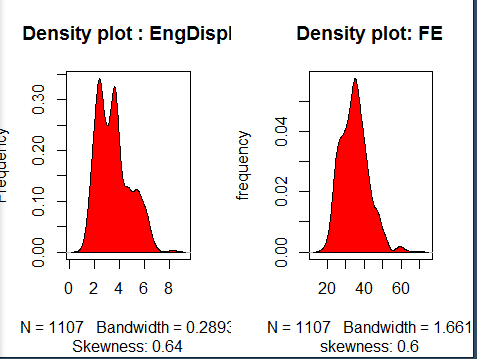 Density plot : EngDispl
Density plot: FE
Frequency
0.00 0.10 0.20 0.30
0 2 4 6 8
N = 1107 Bandwidth = 0.2893
Skewness: 0.64
frequency
0.00 0.02 0.04
20 40 60
N = 1107 Bandwidth = 1.661
skewness: 0.6